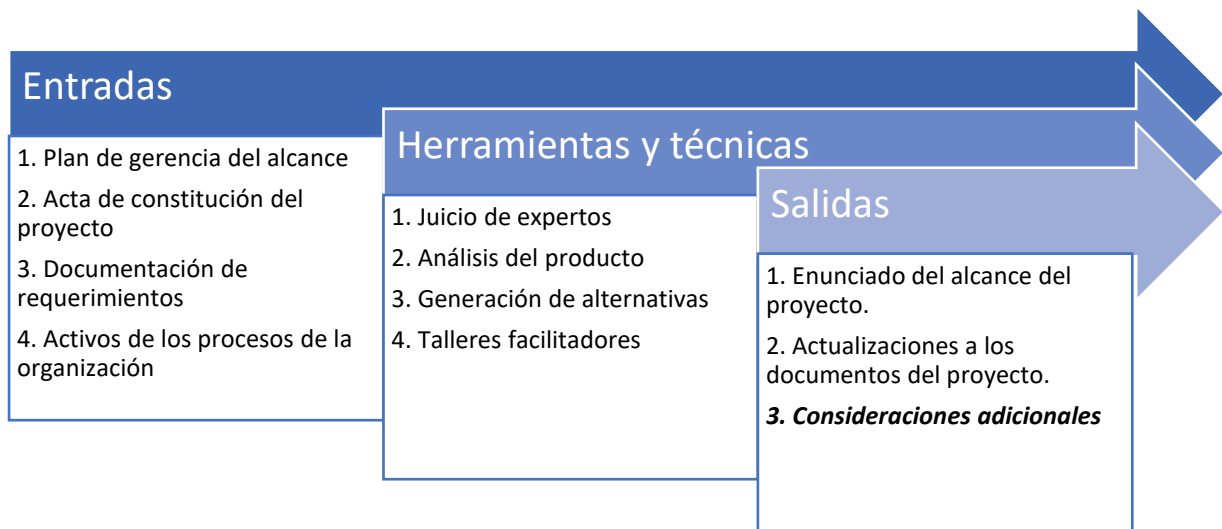 Entradas
1. Plan de gerencia del alcance
2. Acta de constitución del
proyecto
3. Documentación de
requerimientos
4. Activos de los procesos de la
organización
Herramientas y técnicas
1. Juicio de expertos
2. Análisis del producto
3. Generación de alternativas
4. Talleres facilitadores
Salidas
1. Enunciado del alcance del
proyecto.
2. Actualizaciones a los
documentos del proyecto.
3. Consideraciones adicionales